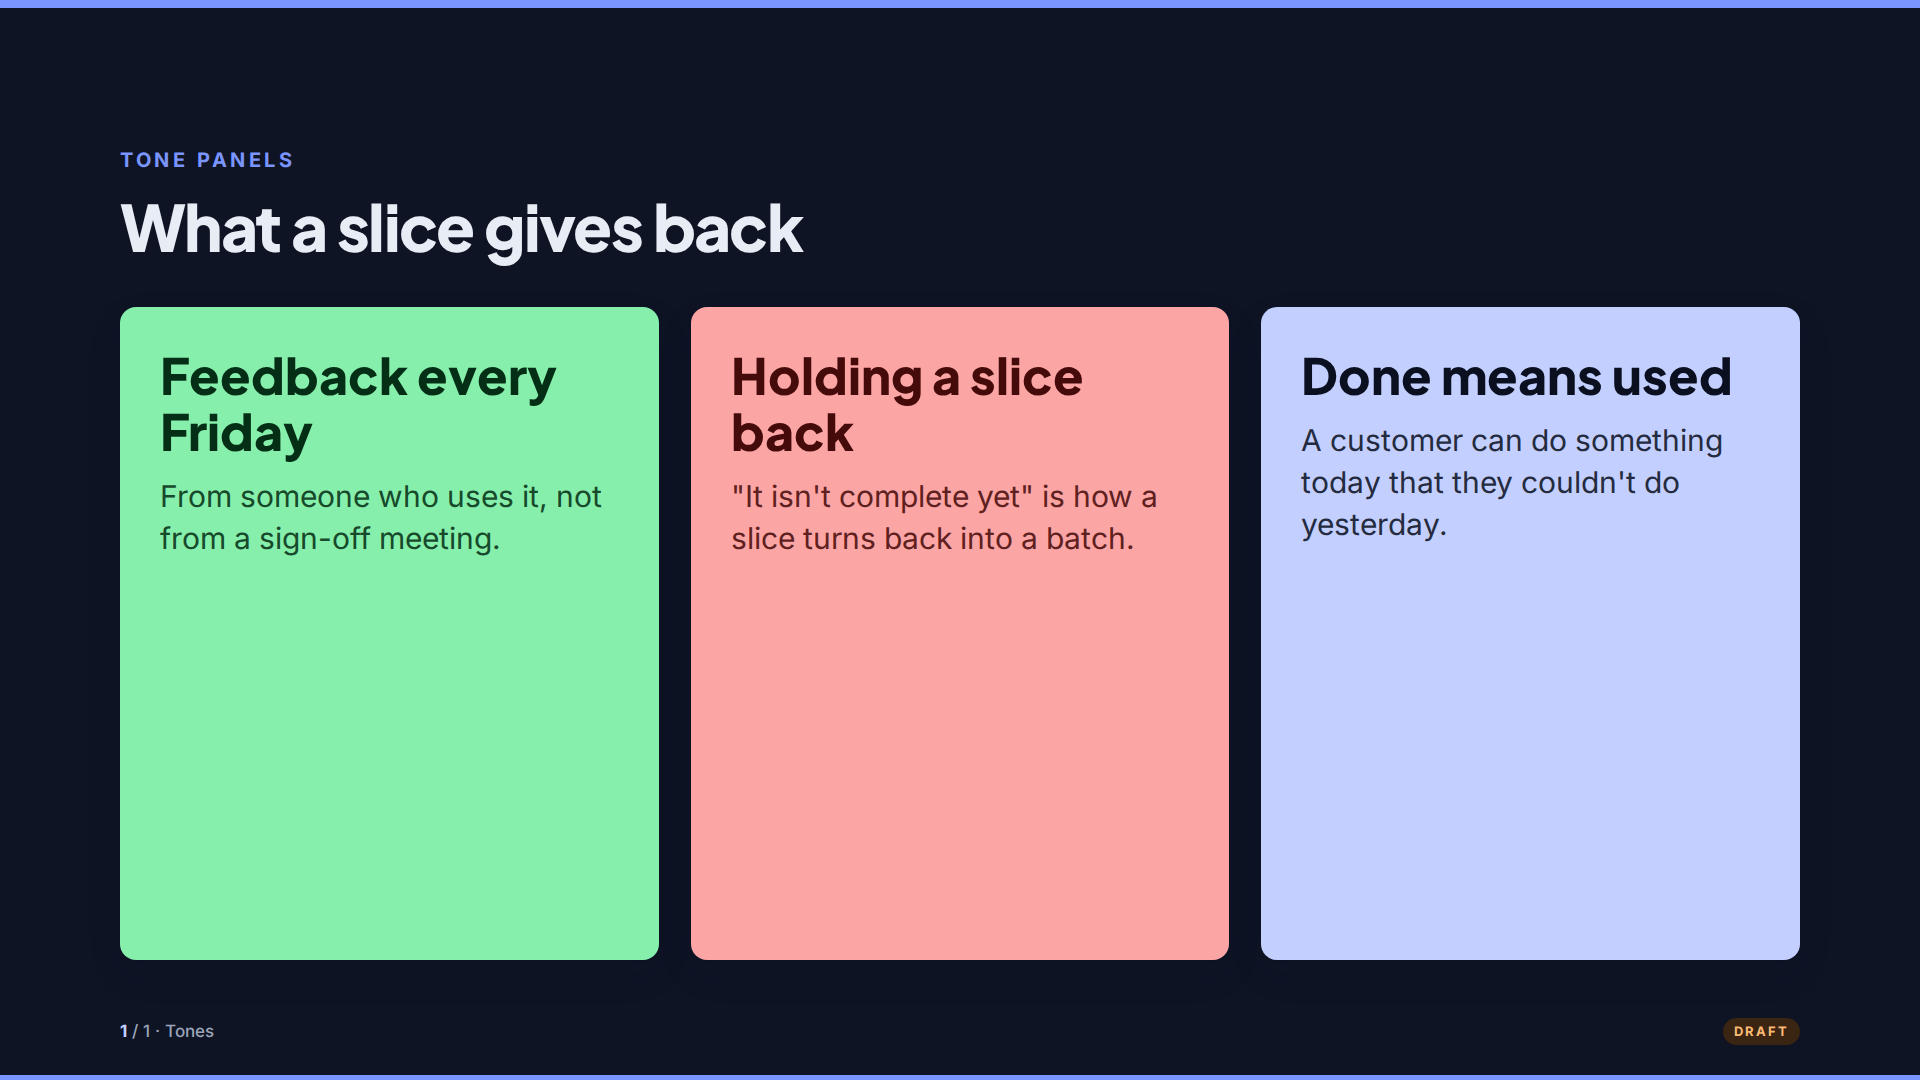 TONE PANELS
What a slice gives back
Feedback every
Friday
From someone who uses it, not
from a sign-off meeting.
Holding a slice
back
"It isn't complete yet" is how a
slice turns back into a batch.
Done means used
A customer can do something
today that they couldn't do
yesterday.
1 / 1 · Tones
DRAFT